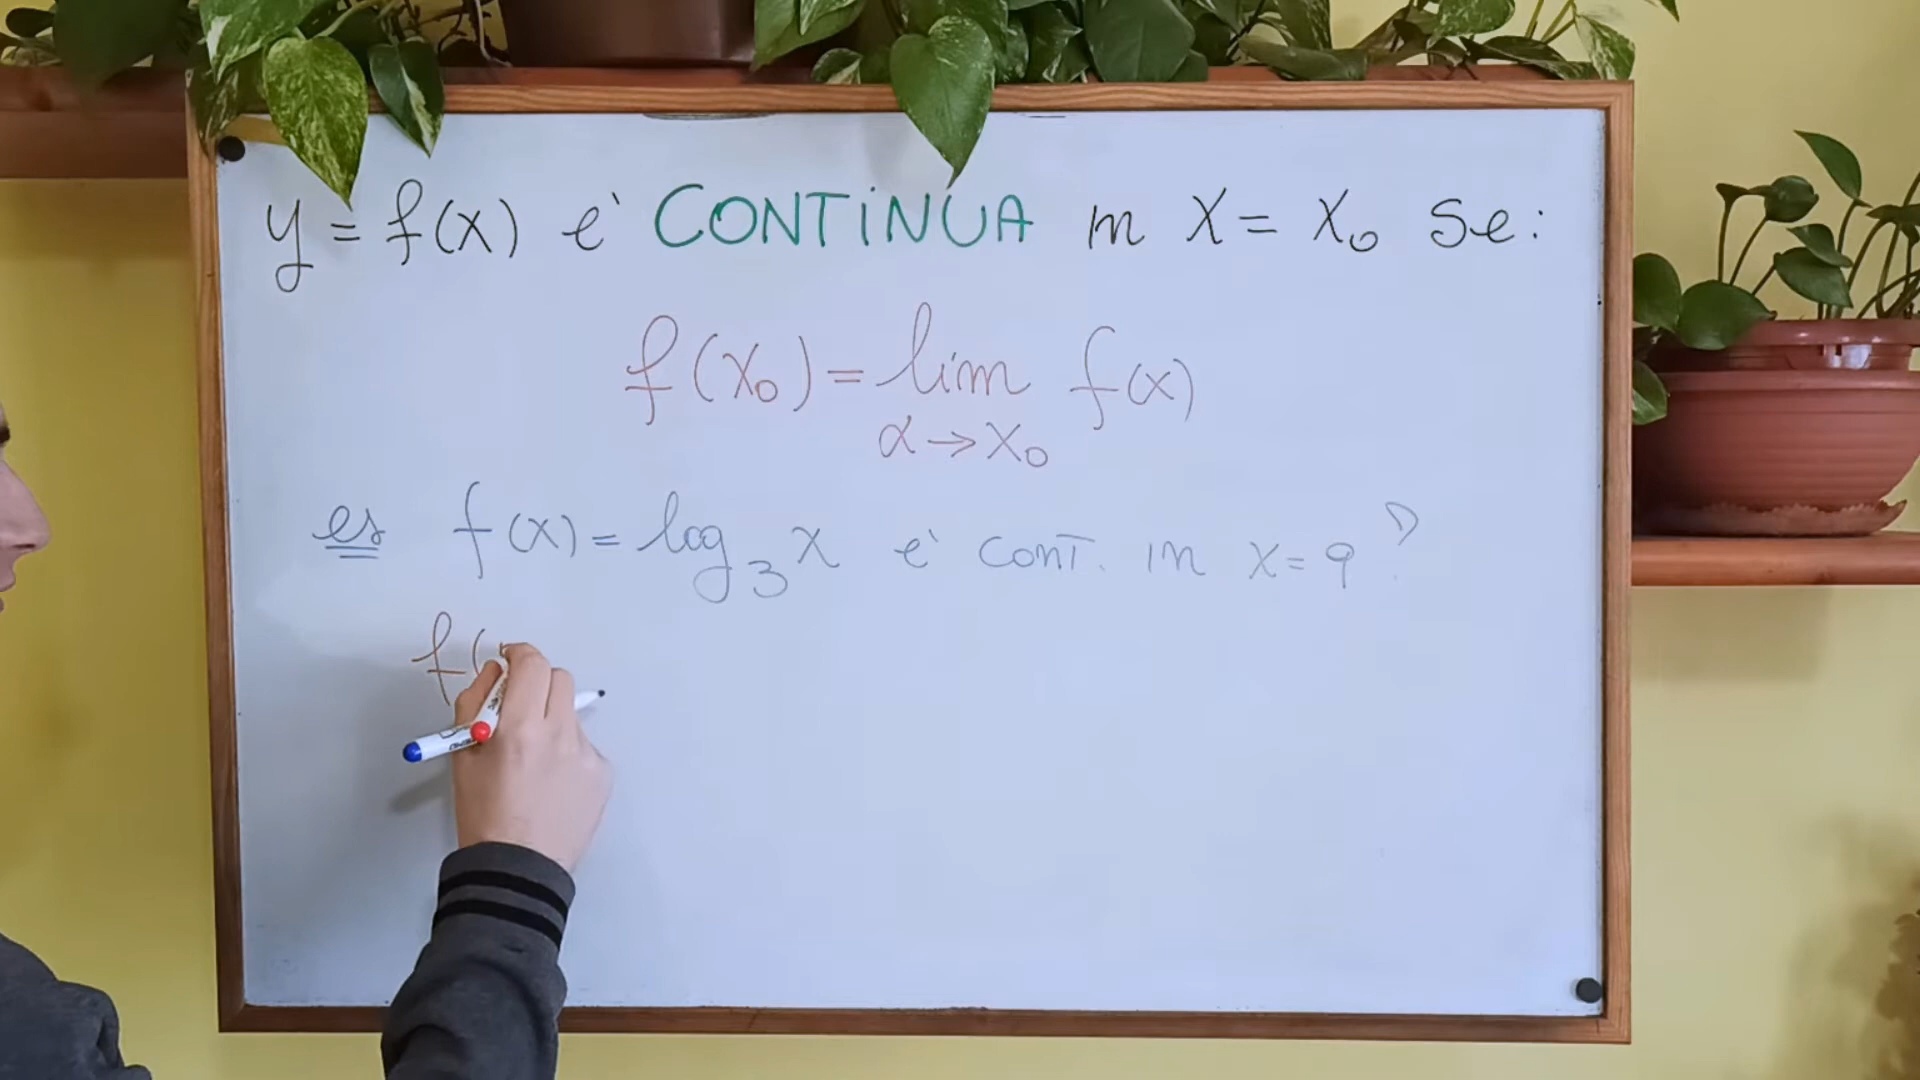 y = f(x) e' CONTINUA in x = x₀ se:
f(x₀) = lim f(x)
α → x₀
es f(x) = log₃ x e' cont. in x = 9 ?
f(